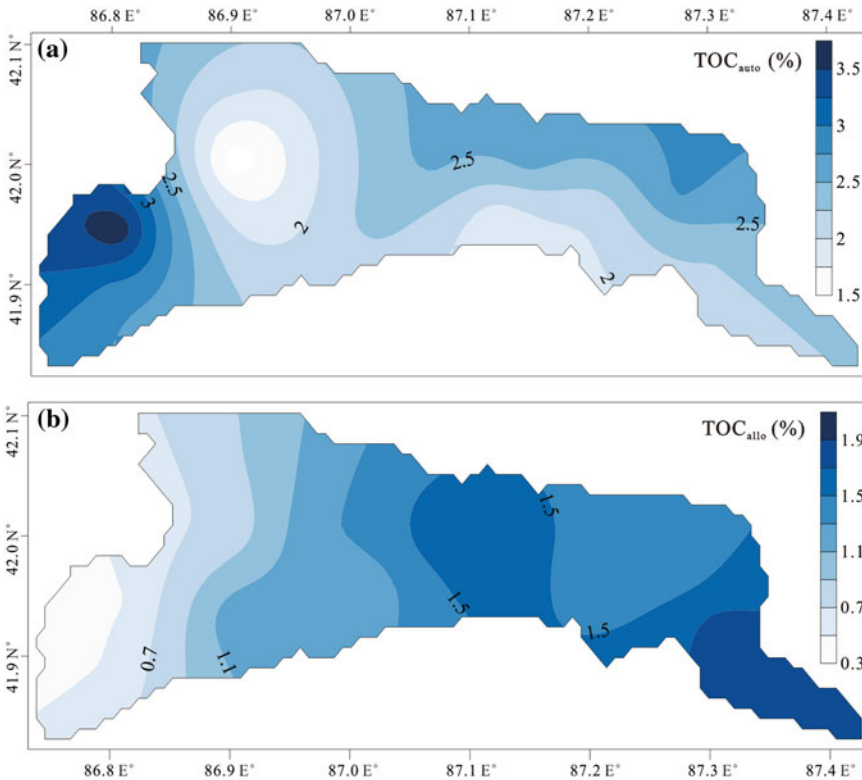 86.8 E° 86.9 E° 87.0 E° 87.1 E° 87.2 E° 87.3 E° 87.4 E°
(a)
TOCauto (%)
42.1 N°
42.0 N°
41.9 N°
3.5
3
2.5
2
1.5
2.5
3
2
2.5
2
2.5
(b)
TOCallo (%)
42.1 N°
42.0 N°
41.9 N°
1.9
1.5
1.1
0.7
0.3
0.7
1.1
1.5
1.5
1.5
86.8 E° 86.9 E° 87.0 E° 87.1 E° 87.2 E° 87.3 E° 87.4 E°